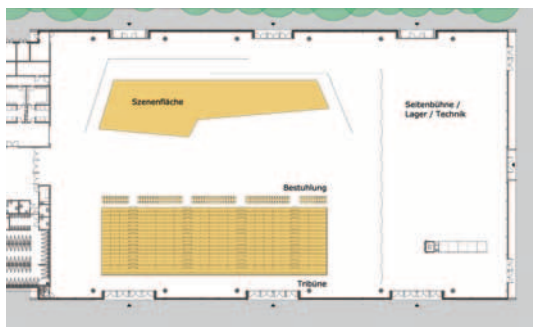 Szenenfläche
Seitenbühne /
Lager / Technik
Bestuhlung
Tribüne